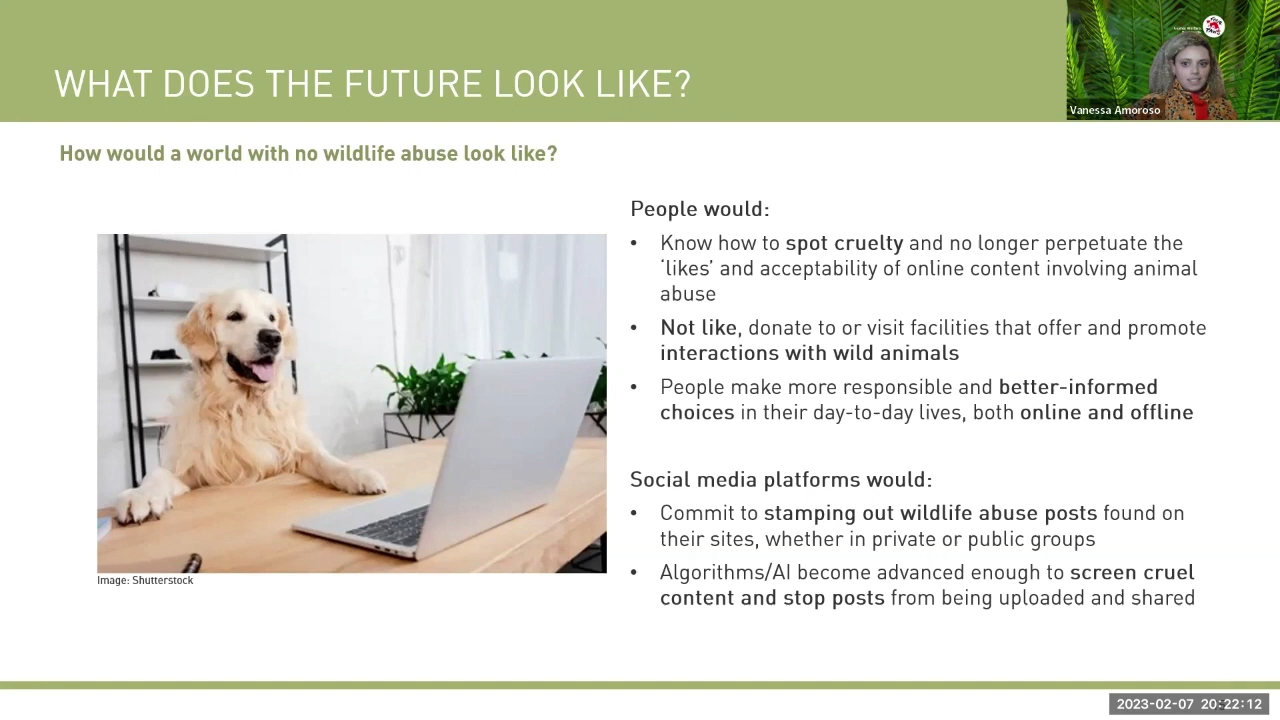 WHAT DOES THE FUTURE LOOK LIKE?
Vanessa Amoroso
How would a world with no wildlife abuse look like?
People would:
• Know how to spot cruelty and no longer perpetuate the
‘likes’ and acceptability of online content involving animal
abuse
• Not like, donate to or visit facilities that offer and promote
interactions with wild animals
• People make more responsible and better-informed
choices in their day-to-day lives, both online and offline
Social media platforms would:
• Commit to stamping out wildlife abuse posts found on
their sites, whether in private or public groups
• Algorithms/AI become advanced enough to screen cruel
content and stop posts from being uploaded and shared
Image: Shutterstock
2023-02-07 20:22:12